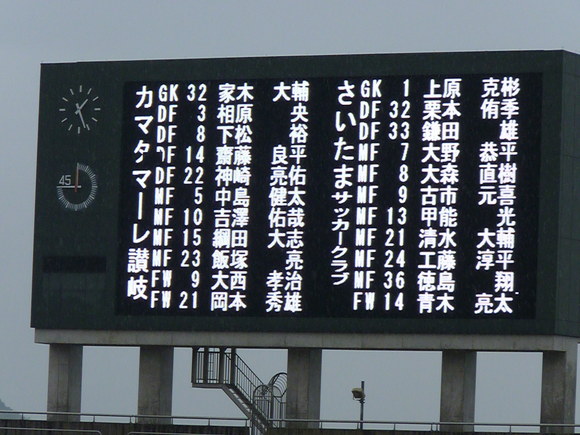 カマタマーレ讃岐
GK 32 家木 大輔
DF 3 相原 央
DF 8 下松 裕
DF 14 齋藤 良平
DF 22 神崎 亮佑
MF 5 中島 健太
MF 10 吉澤 佑哉
MF 15 綱田 大志
MF 23 飯塚 亮
FW 9 大西 孝治
FW 21 岡本 秀雄
さいたまサッカークラブ
GK 1 上原 克彬
DF 32 栗本 侑季
DF 33 鎌田 雄
MF 7 大野 恭平
MF 8 大森 直樹
MF 9 古市 元喜
MF 13 甲能 光
MF 21 清水 大輔
MF 24 工藤 淳平
MF 36 徳島 翔
FW 14 青木 亮太
45